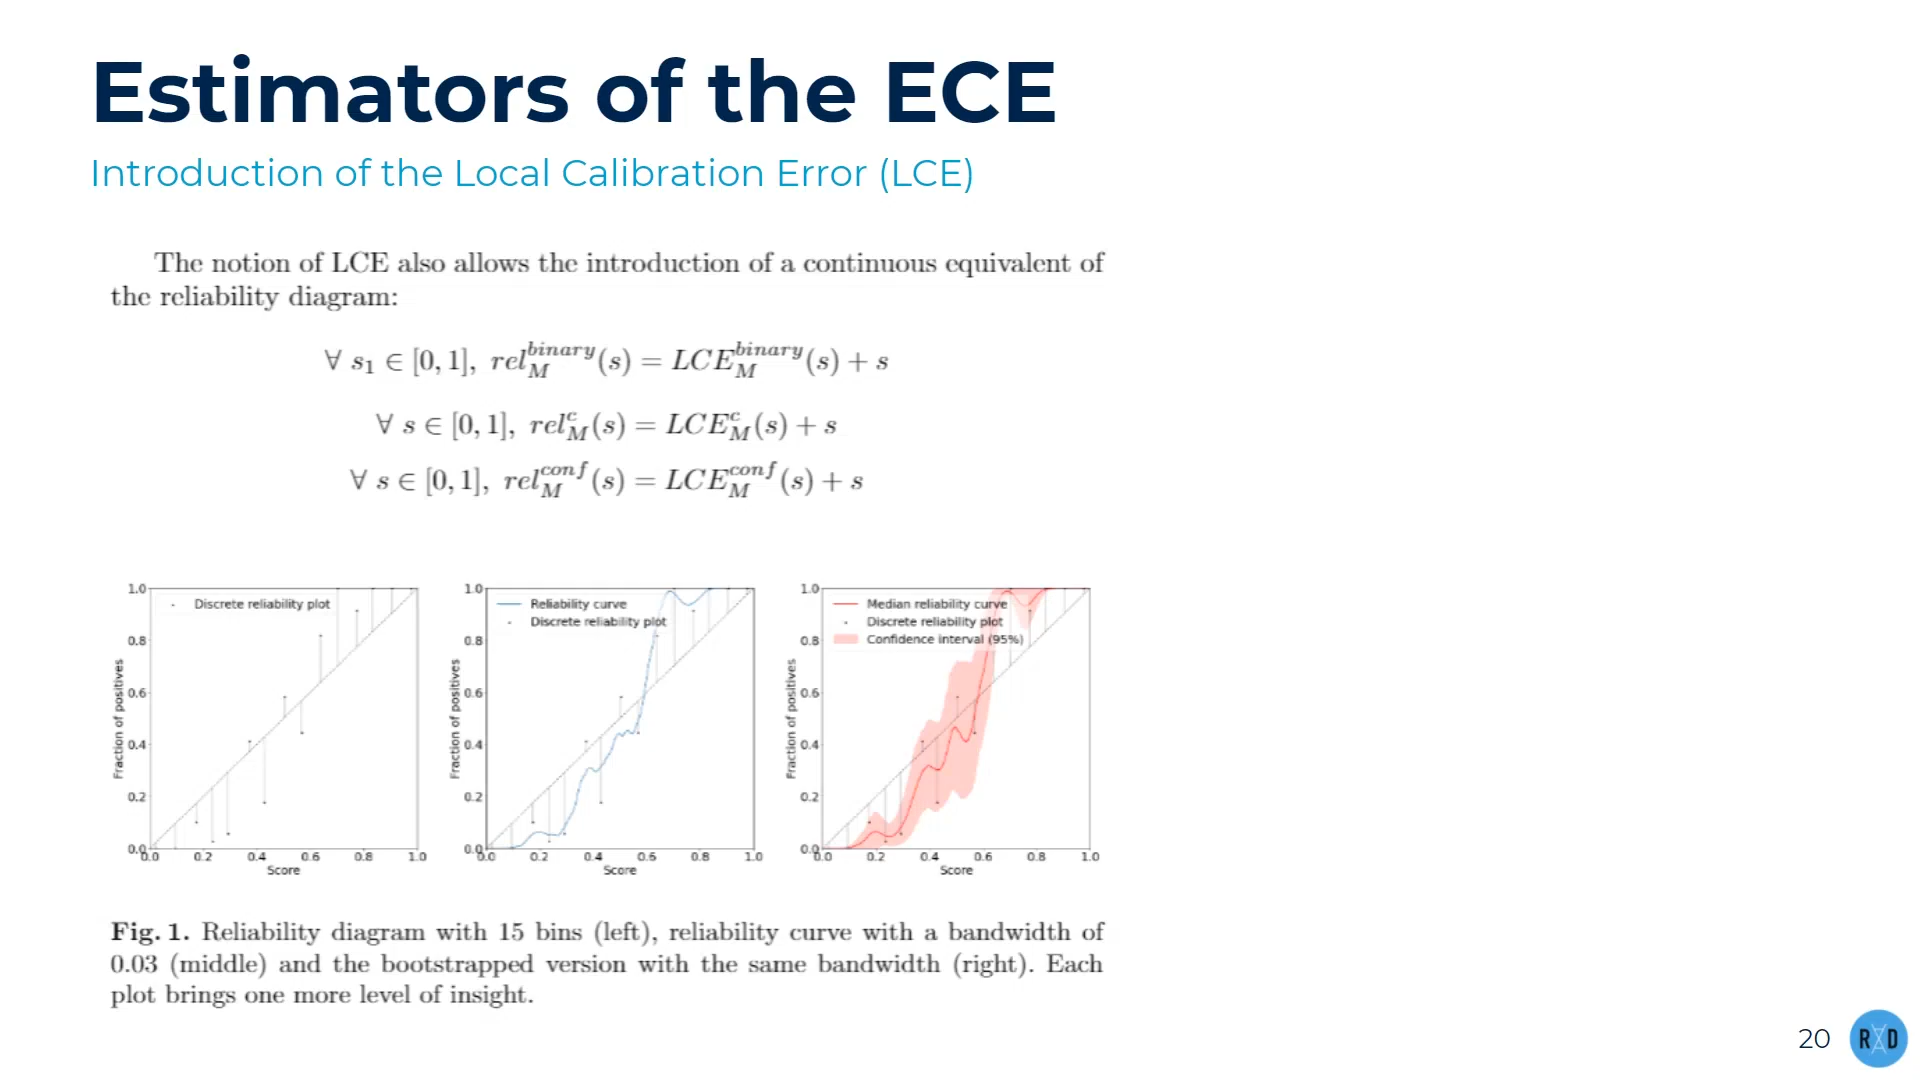 Estimators of the ECE
Introduction of the Local Calibration Error (LCE)
The notion of LCE also allows the introduction of a continuous equivalent of
the reliability diagram:
∀ s₁ ∈ [0, 1], rel_M^{binary}(s) = LCE_M^{binary}(s) + s
∀ s ∈ [0, 1], rel_M^{c}(s) = LCE_M^{c}(s) + s
∀ s ∈ [0, 1], rel_M^{conf}(s) = LCE_M^{conf}(s) + s
1.0
0.8
0.6
0.4
0.2
0.0
Fraction of positives
Discrete reliability plot
0.0 0.2 0.4 0.6 0.8 1.0
Score
1.0
0.8
0.6
0.4
0.2
0.0
Fraction of positives
Reliability curve
Discrete reliability plot
0.0 0.2 0.4 0.6 0.8 1.0
Score
1.0
0.8
0.6
0.4
0.2
0.0
Fraction of positives
Median reliability curve
Discrete reliability plot
Confidence interval (95%)
0.0 0.2 0.4 0.6 0.8 1.0
Score
Fig. 1. Reliability diagram with 15 bins (left), reliability curve with a bandwidth of
0.03 (middle) and the bootstrapped version with the same bandwidth (right). Each
plot brings one more level of insight.
20
R D